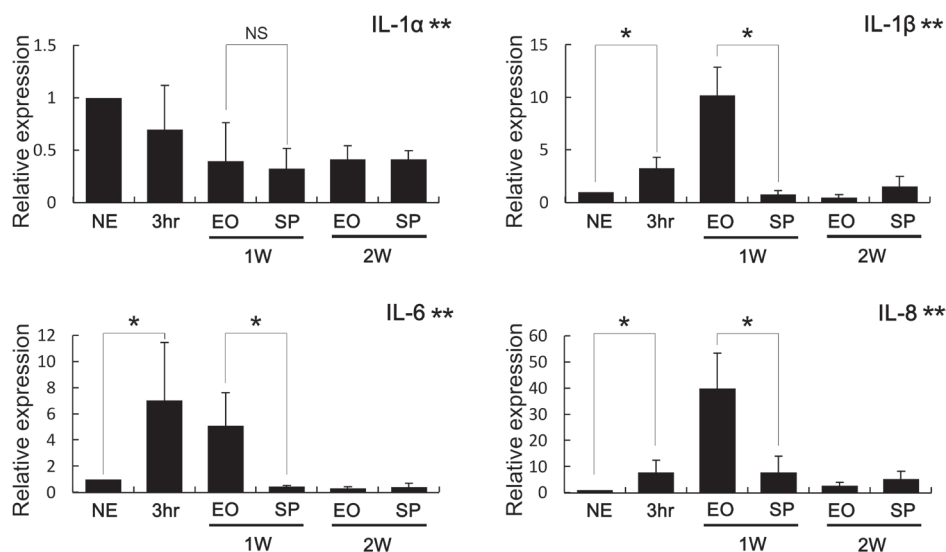 IL-1α **
Relative expression
1.5
1
0.5
0
NS
NE 3hr EO SP EO SP
1W 2W
IL-1β **
Relative expression
15
10
5
0
* *
NE 3hr EO SP EO SP
1W 2W
IL-6 **
Relative expression
12
10
8
6
4
2
0
* *
NE 3hr EO SP EO SP
1W 2W
IL-8 **
Relative expression
60
50
40
30
20
10
0
* *
NE 3hr EO SP EO SP
1W 2W